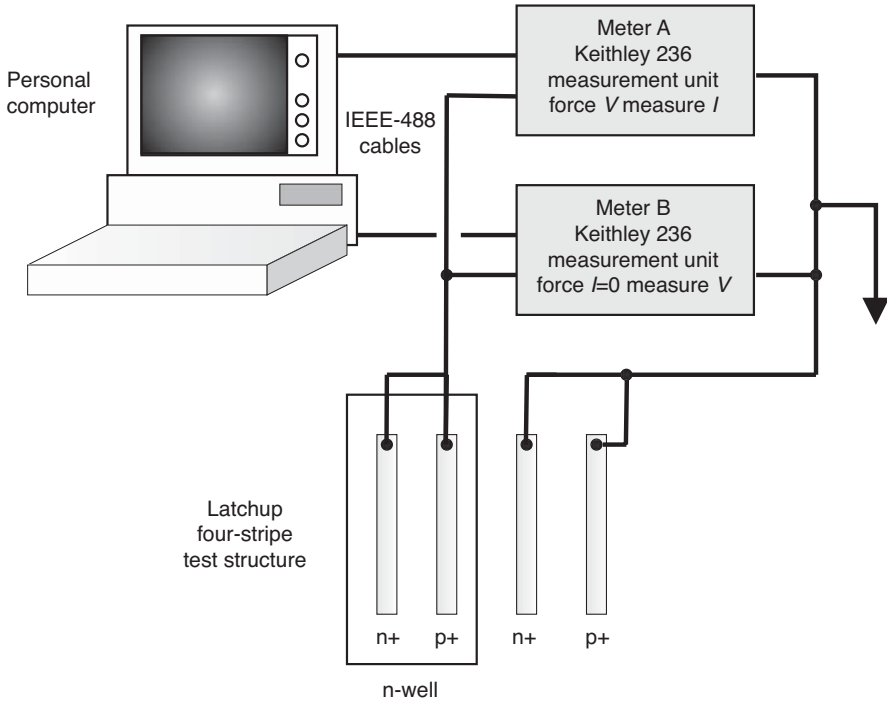 Personal
computer
IEEE-488
cables
Meter A
Keithley 236
measurement unit
force V measure I
Meter B
Keithley 236
measurement unit
force I=0 measure V
Latchup
four-stripe
test structure
n+
p+
n+
p+
n-well